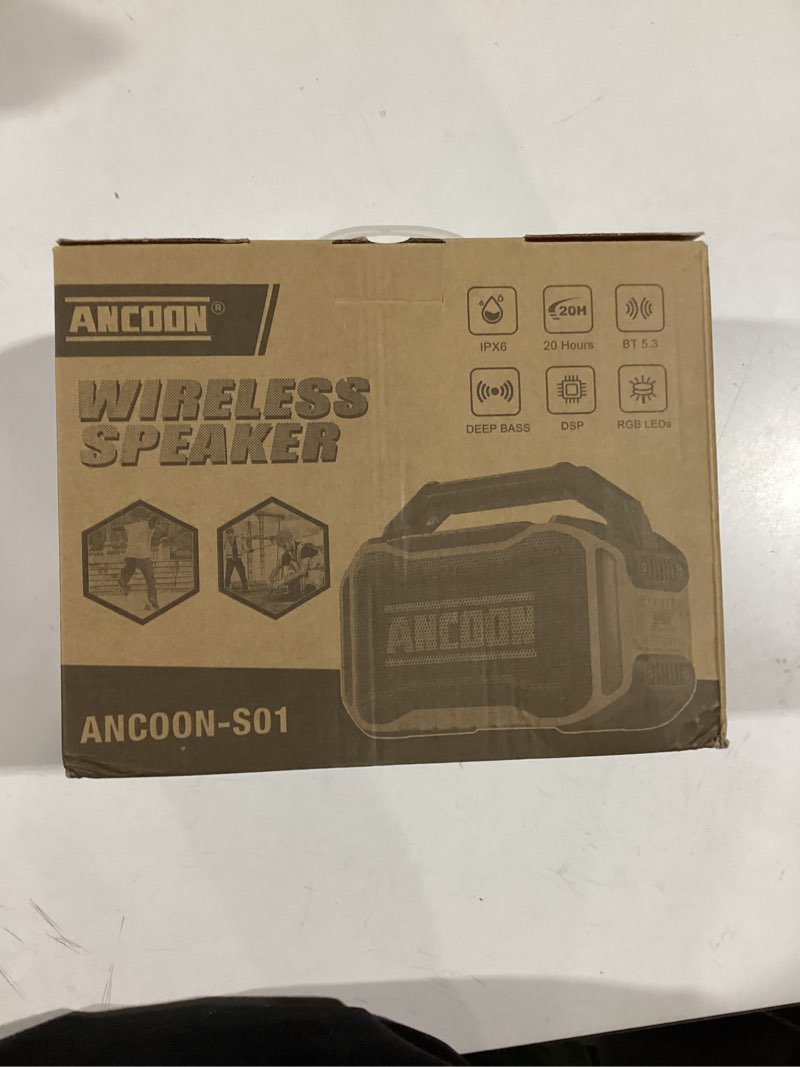 ANCOON®
WIRELESS
SPEAKER
20H
IPX6
20 Hours
BT 5.3
DEEP BASS
DSP
RGB LEDs
ANCOON
ANCOON-S01